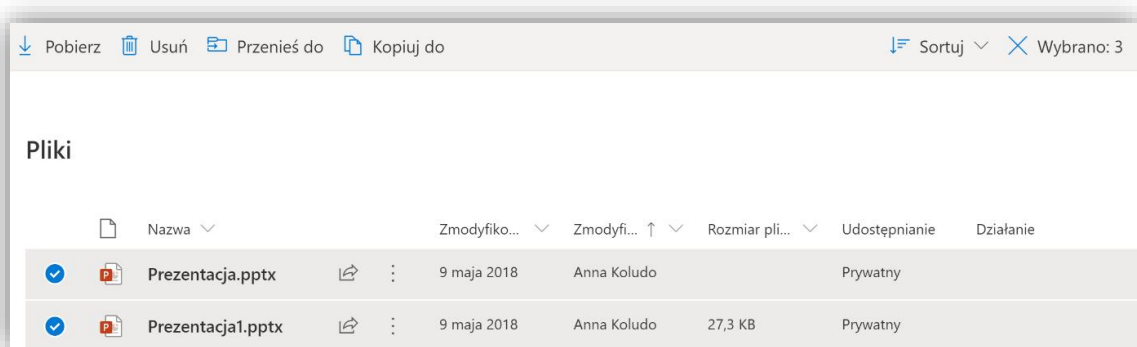 Pobierz Usuń Przenieś do Kopiuj do Sortuj Wybrano: 3
Pliki
Nazwa Zmodyfiko... Zmodyfi... Rozmiar pli... Udostępnianie Działanie
Prezentacja.pptx 9 maja 2018 Anna Koludo Prywatny
Prezentacja1.pptx 9 maja 2018 Anna Koludo 27,3 KB Prywatny